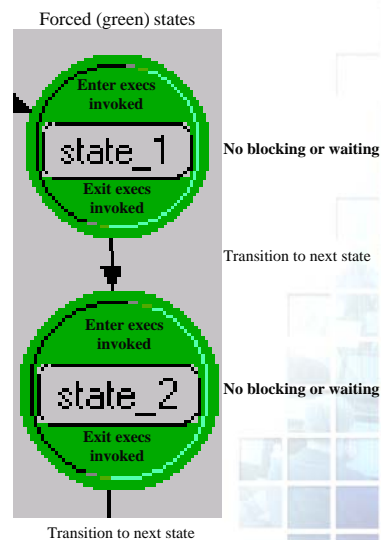 Forced (green) states
Enter execs
invoked
state_1
No blocking or waiting
Exit execs
invoked
Transition to next state
Enter execs
invoked
state_2
No blocking or waiting
Exit execs
invoked
Transition to next state